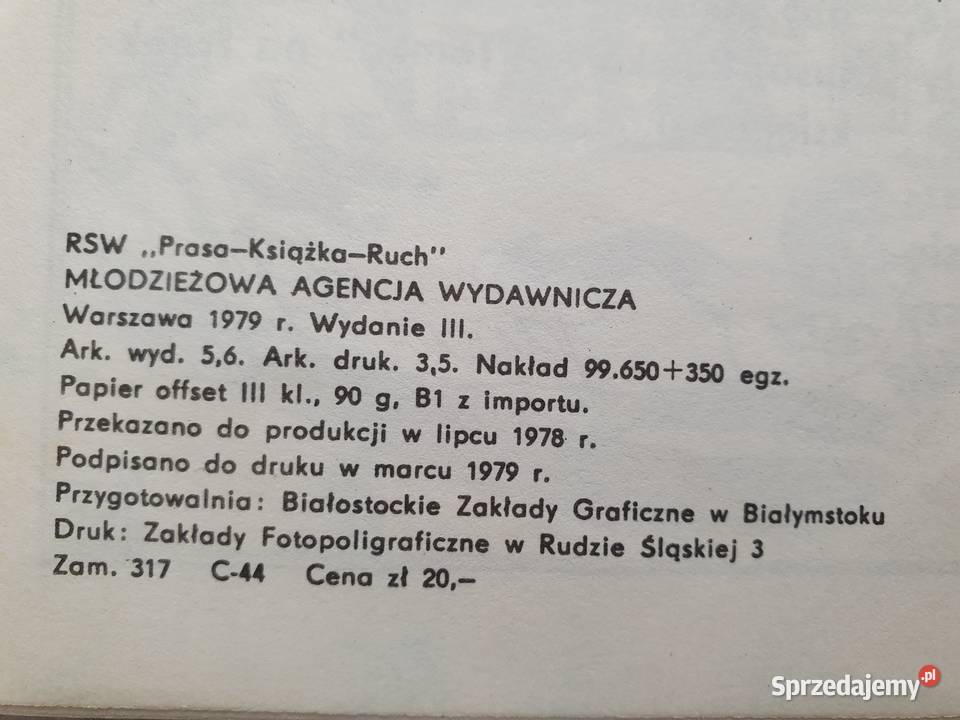 RSW „Prasa–Książka–Ruch"
MŁODZIEŻOWA AGENCJA WYDAWNICZA
Warszawa 1979 r. Wydanie III.
Ark. wyd. 5,6. Ark. druk. 3,5. Nakład 99.650+350 egz.
Papier offset III kl., 90 g, B1 z importu.
Przekazano do produkcji w lipcu 1978 r.
Podpisano do druku w marcu 1979 r.
Przygotowalnia: Białostockie Zakłady Graficzne w Białymstoku
Druk: Zakłady Fotopoligraficzne w Rudzie Śląskiej 3
Zam. 317 C-44 Cena zł 20,–
Sprzedajemy.pl